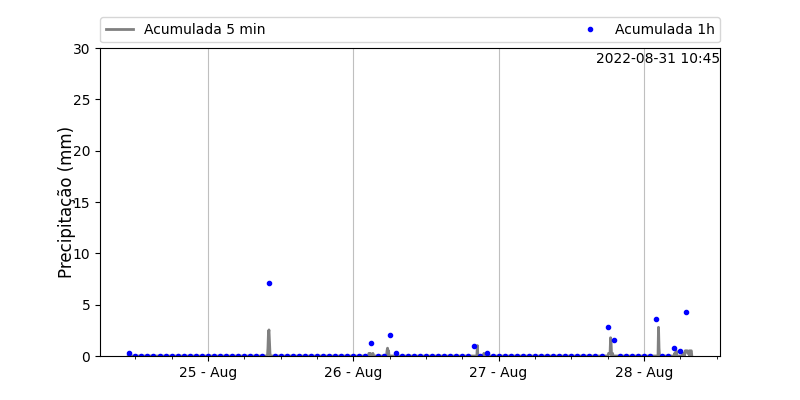 Acumulada 5 min
Acumulada 1h
2022-08-31 10:45
Precipitação (mm)
30
25
20
15
10
5
0
25 - Aug
26 - Aug
27 - Aug
28 - Aug